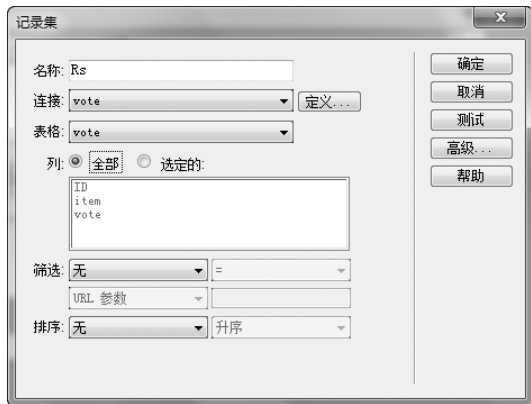 记录集
名称: Rs
连接: vote 定义...
表格: vote
列: 全部 选定的:
ID
item
vote
筛选: 无 =
URL 参数
排序: 无 升序
确定
取消
测试
高级...
帮助